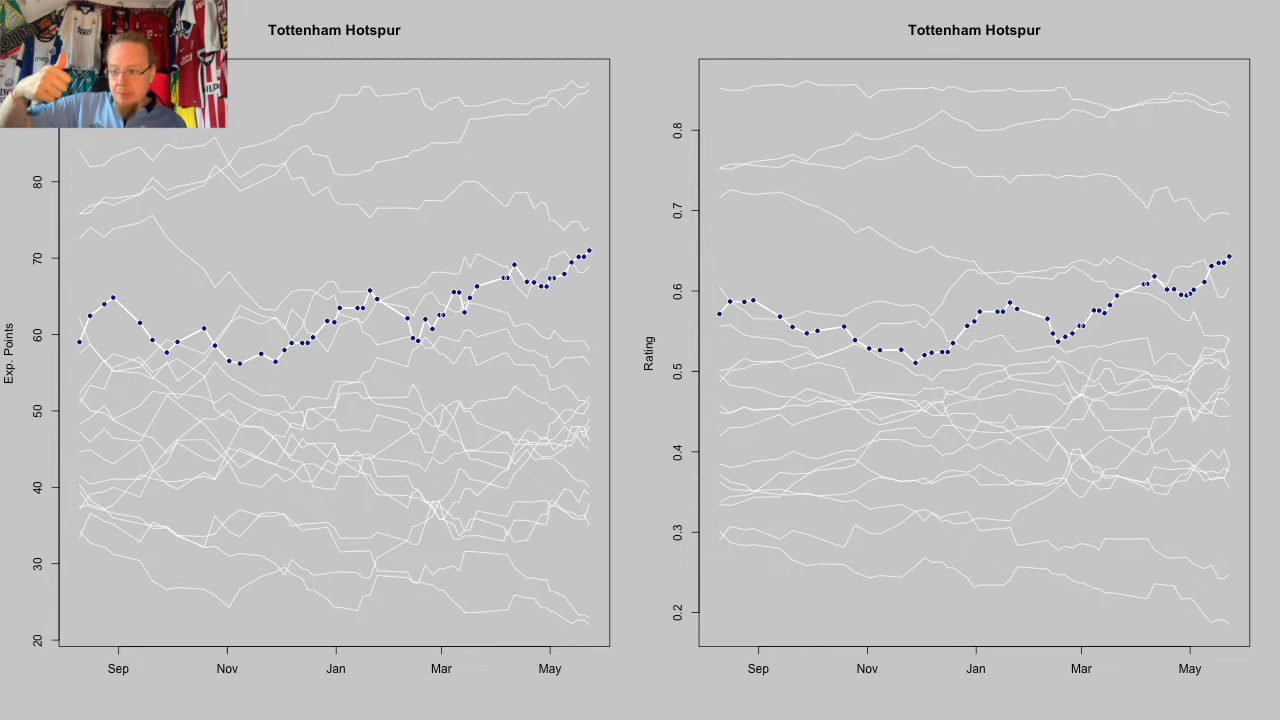 Tottenham Hotspur
Exp. Points
20
30
40
50
60
70
80
Sep
Nov
Jan
Mar
May
Tottenham Hotspur
Rating
0.2
0.3
0.4
0.5
0.6
0.7
0.8
Sep
Nov
Jan
Mar
May